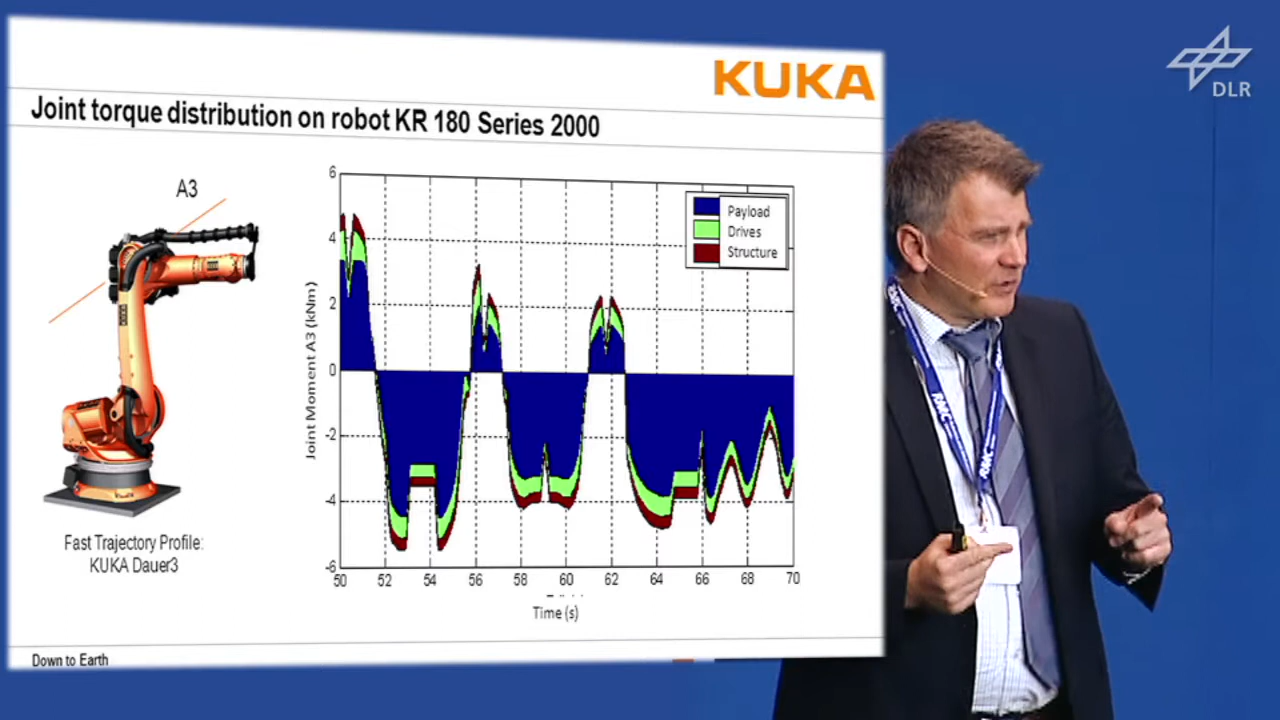 KUKA
DLR
Joint torque distribution on robot KR 180 Series 2000
A3
6
4
2
0
-2
-4
-6
Joint Moment A3 (kNm)
Payload
Drives
Structure
50 52 54 56 58 60 62 64 66 68 70
Time (s)
Fast Trajectory Profile:
KUKA Dauer3
Down to Earth